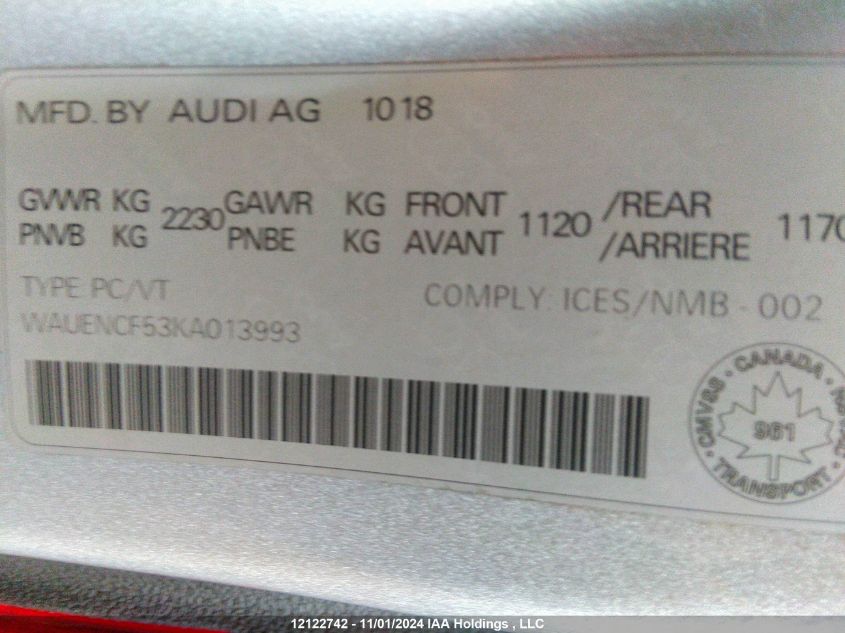 MFD. BY AUDI AG 10 18
GVWR KG 2230 GAWR KG FRONT 1120 /REAR 1170
PNVB KG PNBE KG AVANT /ARRIERE
TYPE: PC/VT COMPLY: ICES/NMB - 002
WAUENCF53KA013993
CANADA
CMVSS
961
TRANSPORT
12122742 - 11/01/2024 IAA Holdings , LLC